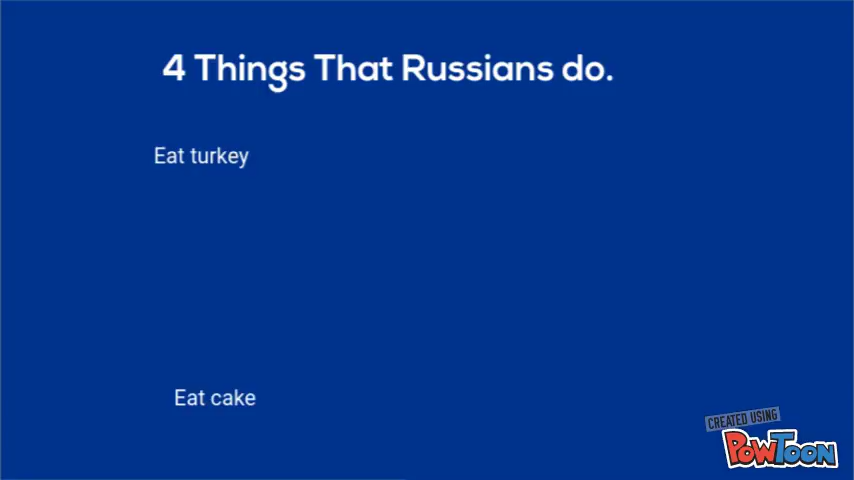 4 Things That Russians do.
Eat turkey
Eat cake
CREATED USING
POWTOON